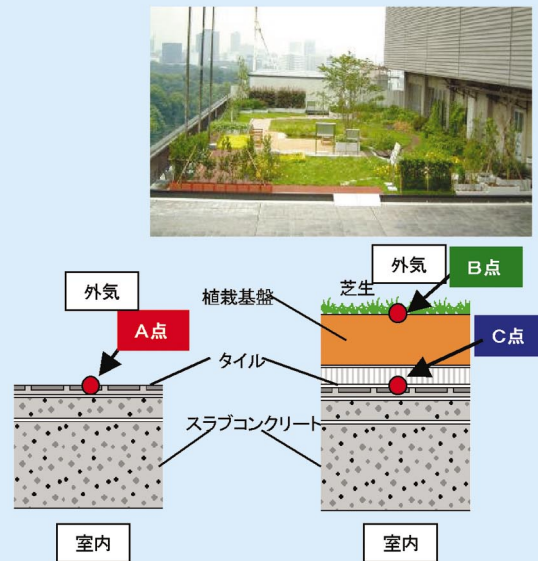 外気
A点
植栽基盤
タイル
スラブコンクリート
室内
外気
B点
芝生
C点
室内